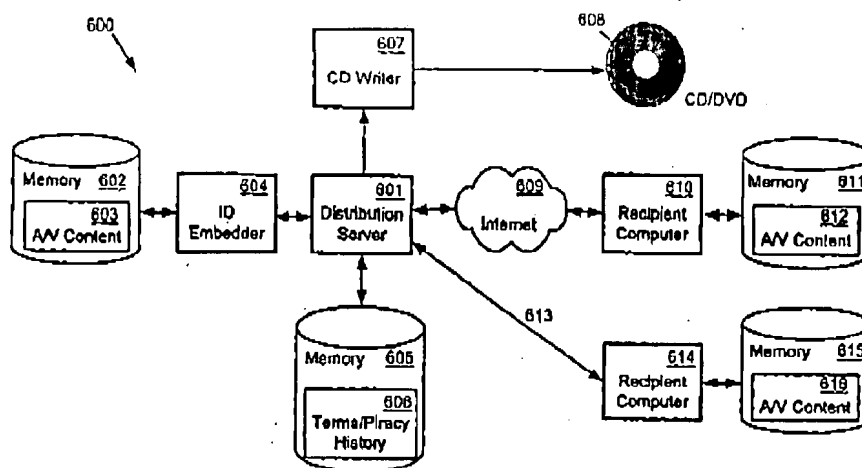 600
607
CD Writer
608
CD/DVD
Memory 602
603
A/V Content
604
ID
Embedder
601
Distribution
Server
609
Internet
610
Recipient
Computer
Memory 611
612
A/V Content
613
Memory 605
606
Terms/Piracy
History
614
Recipient
Computer
Memory 615
616
A/V Content